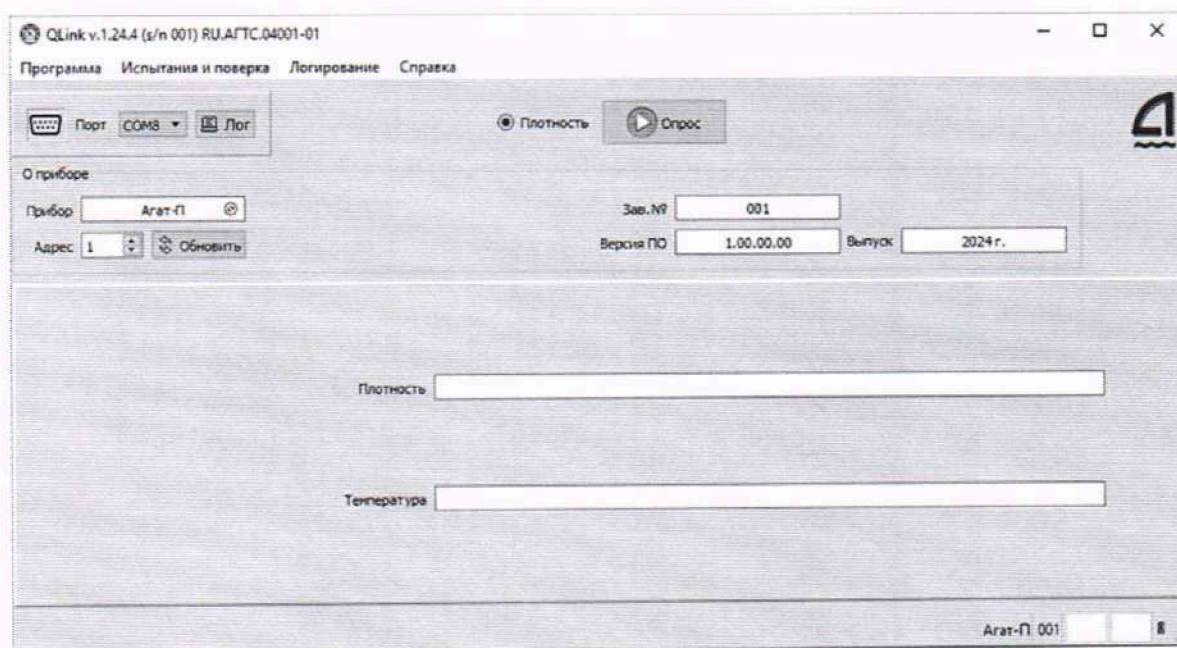 QLink v.1.24.4 (s/n 001) RU.АГТС.04001-01
Программа Испытания и поверка Логирование Справка
Порт COM8 Лог Плотность Опрос
О приборе
Прибор Агат-П Зав.№ 001
Адрес 1 Обновить Версия ПО 1.00.00.00 Выпуск 2024 г.
Плотность
Температура
Агат-П 001